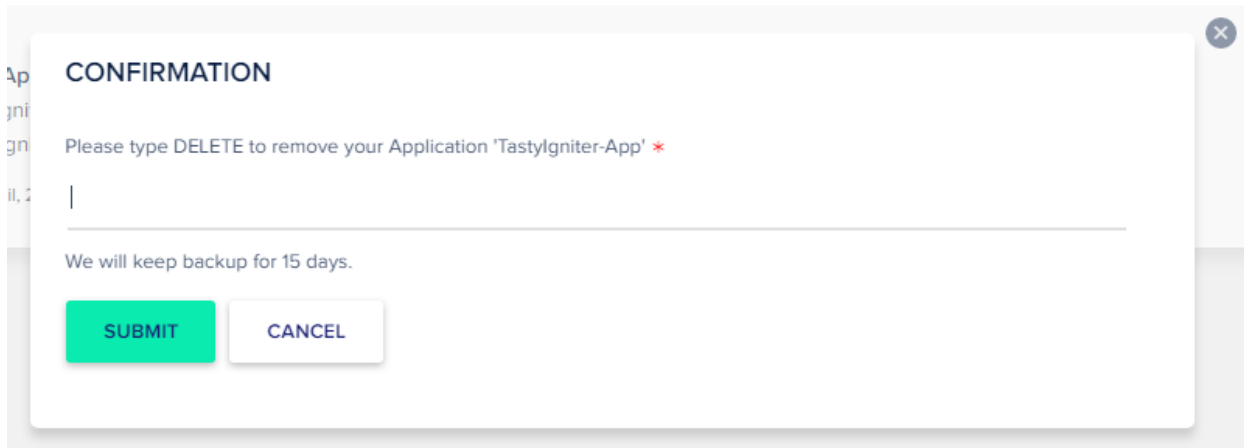 CONFIRMATION
Please type DELETE to remove your Application 'TastyIgniter-App' *
We will keep backup for 15 days.
SUBMIT CANCEL